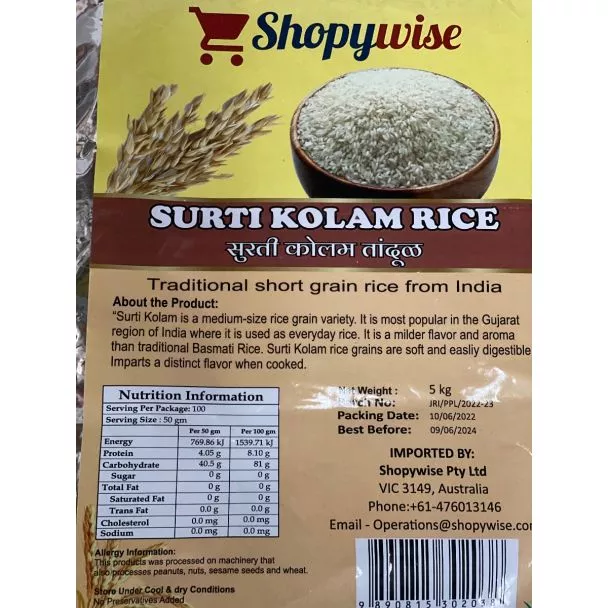 Shopywise
SURTI KOLAM RICE
सुरती कोलम तांदूळ
Traditional short grain rice from India
About the Product:
"Surti Kolam is a medium-size rice grain variety. It is most popular in the Gujarat
region of India where it is used as everyday rice. It is a milder flavor and aroma
than traditional Basmati Rice. Surti Kolam rice grains are soft and easliy digestible
Imparts a distinct flavor when cooked.
Nutrition Information
Serving Per Package: 100
Serving Size : 50 gm
Per 50 gm Per 100 gm
Energy 769.86 kJ 1539.71 kJ
Protein 4.05 g 8.10 g
Carbohydrate 40.5 g 81 g
Sugar 0 g 0 g
Total Fat 0 g 0 g
Saturated Fat 0 g 0 g
Trans Fat 0.0 g 0.0 g
Cholesterol 0.0 mg 0.0 mg
Sodium 0.0 mg 0.0 mg
Allergy Information:
This products was processed on machinery that
also processes peanuts, nuts, sesame seeds and wheat.
Store Under Cool & dry Conditions
No Preservatives Added
Net Weight : 5 kg
Batch No: JRI/PPL/2022-23
Packing Date: 10/06/2022
Best Before: 09/06/2024
IMPORTED BY:
Shopywise Pty Ltd
VIC 3149, Australia
Phone:+61-476013146
Email - Operations@shopywise.com
9 890815 302038